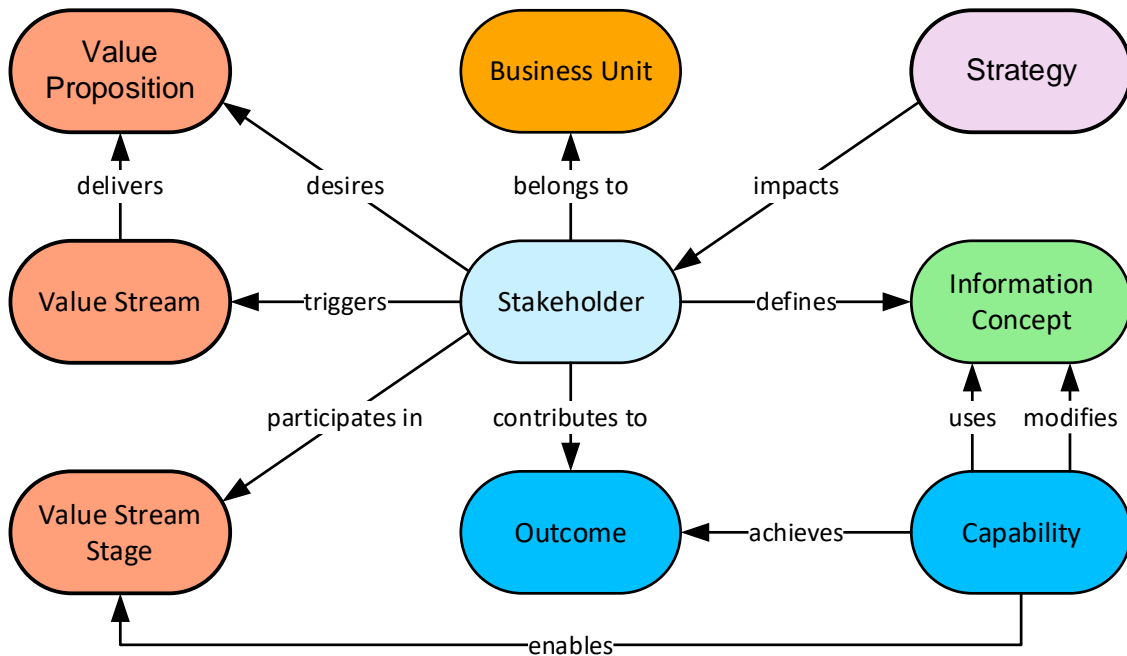 Value
Proposition
Business Unit
Strategy
delivers
desires
belongs to
impacts
Value Stream
triggers
Stakeholder
defines
Information
Concept
participates in
contributes to
uses
modifies
Value Stream
Stage
Outcome
achieves
Capability
enables